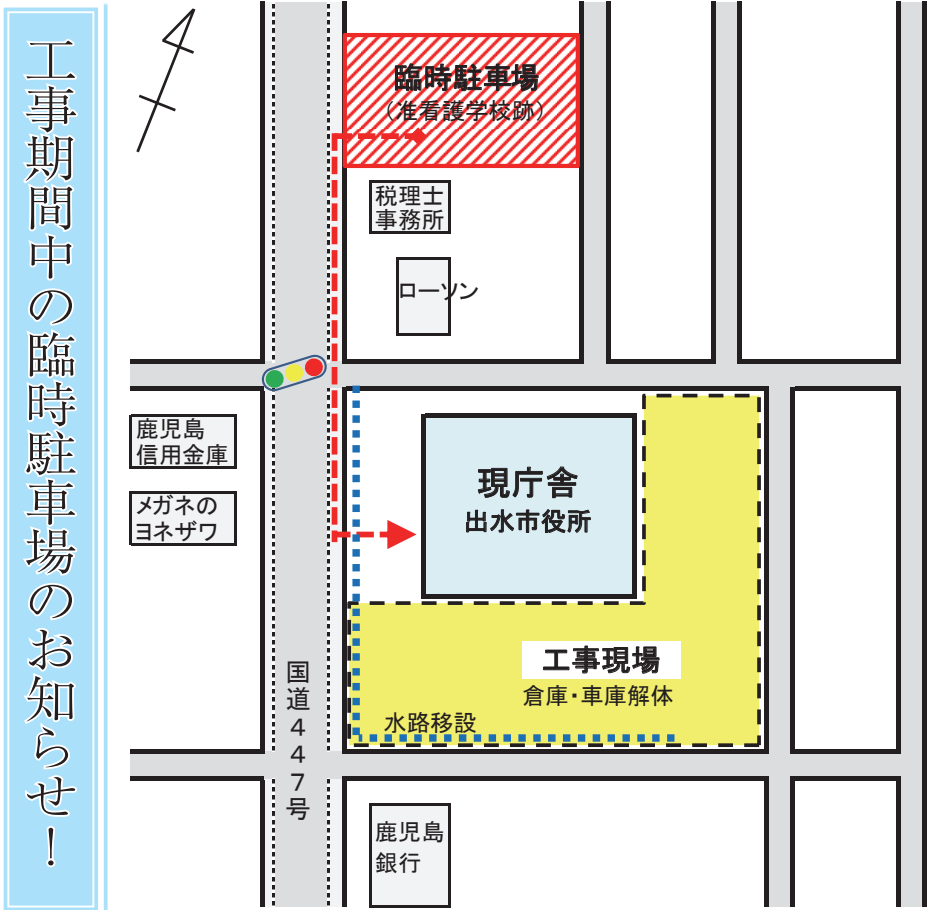 工事期間中の臨時駐車場のお知らせ！
臨時駐車場
（准看護学校跡）
税理士
事務所
ローソン
鹿児島
信用金庫
メガネの
ヨネザワ
現庁舎
出水市役所
工事現場
倉庫・車庫解体
水路移設
国道４４７号
鹿児島
銀行